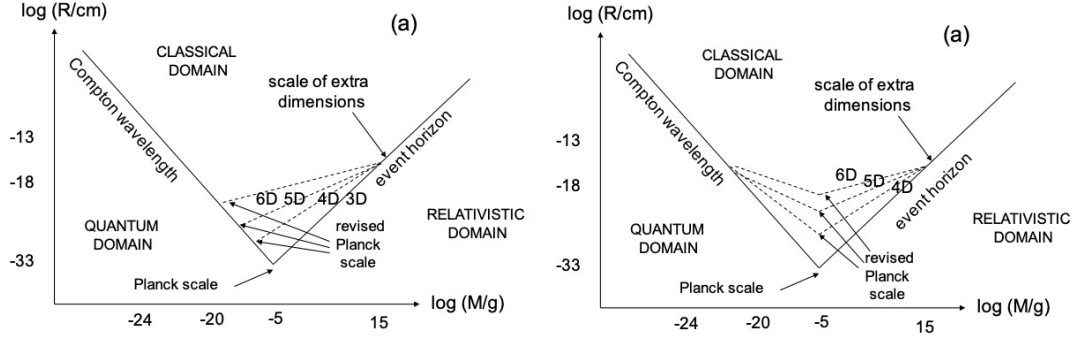 log (R/cm)
(a)
CLASSICAL
DOMAIN
scale of extra
dimensions
Compton wavelength
event horizon
-13
-18
-33
6D 5D 4D 3D
QUANTUM
DOMAIN
revised
Planck
scale
RELATIVISTIC
DOMAIN
Planck scale
log (M/g)
-24 -20 -5 15
log (R/cm)
(a)
CLASSICAL
DOMAIN
scale of extra
dimensions
Compton wavelength
event horizon
-13
-18
-33
6D 5D 4D
QUANTUM
DOMAIN
revised
Planck
scale
RELATIVISTIC
DOMAIN
Planck scale
log (M/g)
-24 -20 -5 15